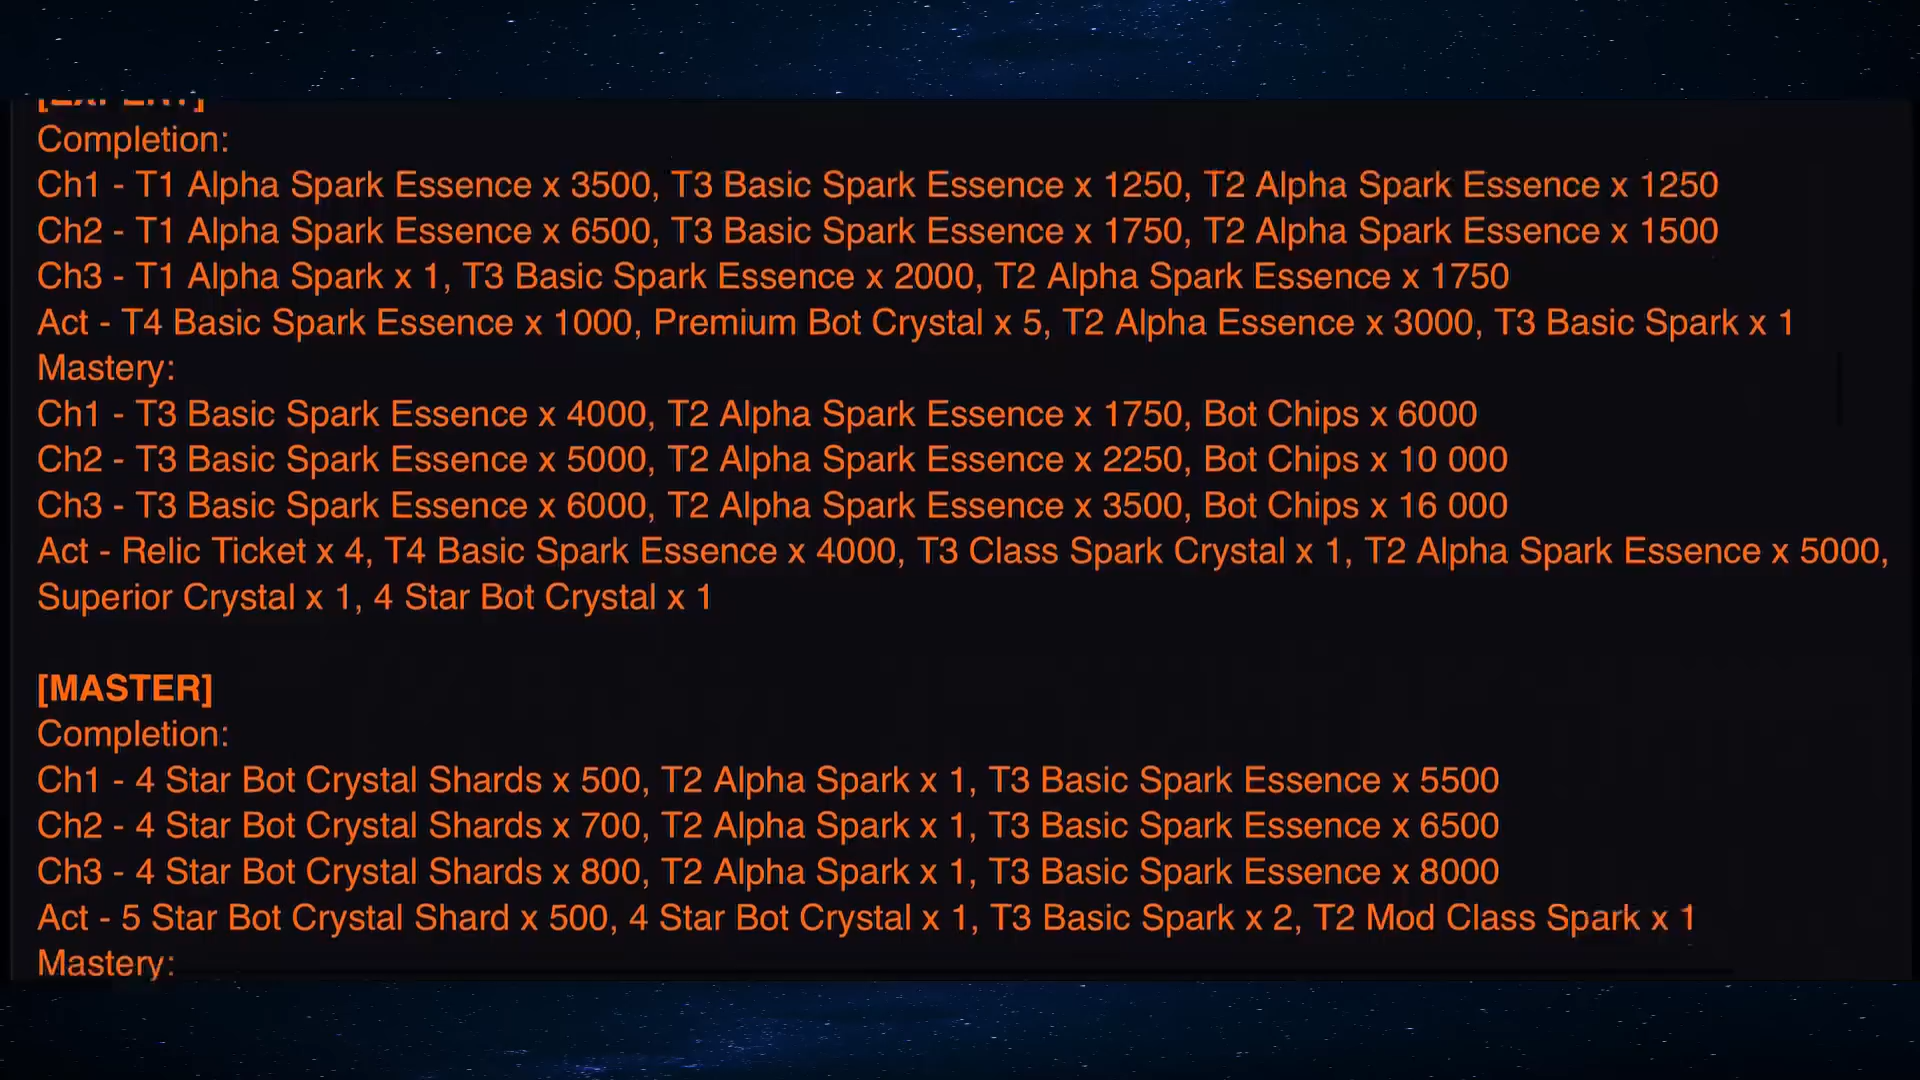 Completion:
Ch1 - T1 Alpha Spark Essence x 3500, T3 Basic Spark Essence x 1250, T2 Alpha Spark Essence x 1250
Ch2 - T1 Alpha Spark Essence x 6500, T3 Basic Spark Essence x 1750, T2 Alpha Spark Essence x 1500
Ch3 - T1 Alpha Spark x 1, T3 Basic Spark Essence x 2000, T2 Alpha Spark Essence x 1750
Act - T4 Basic Spark Essence x 1000, Premium Bot Crystal x 5, T2 Alpha Essence x 3000, T3 Basic Spark x 1
Mastery:
Ch1 - T3 Basic Spark Essence x 4000, T2 Alpha Spark Essence x 1750, Bot Chips x 6000
Ch2 - T3 Basic Spark Essence x 5000, T2 Alpha Spark Essence x 2250, Bot Chips x 10 000
Ch3 - T3 Basic Spark Essence x 6000, T2 Alpha Spark Essence x 3500, Bot Chips x 16 000
Act - Relic Ticket x 4, T4 Basic Spark Essence x 4000, T3 Class Spark Crystal x 1, T2 Alpha Spark Essence x 5000,
Superior Crystal x 1, 4 Star Bot Crystal x 1
[MASTER]
Completion:
Ch1 - 4 Star Bot Crystal Shards x 500, T2 Alpha Spark x 1, T3 Basic Spark Essence x 5500
Ch2 - 4 Star Bot Crystal Shards x 700, T2 Alpha Spark x 1, T3 Basic Spark Essence x 6500
Ch3 - 4 Star Bot Crystal Shards x 800, T2 Alpha Spark x 1, T3 Basic Spark Essence x 8000
Act - 5 Star Bot Crystal Shard x 500, 4 Star Bot Crystal x 1, T3 Basic Spark x 2, T2 Mod Class Spark x 1
Mastery: